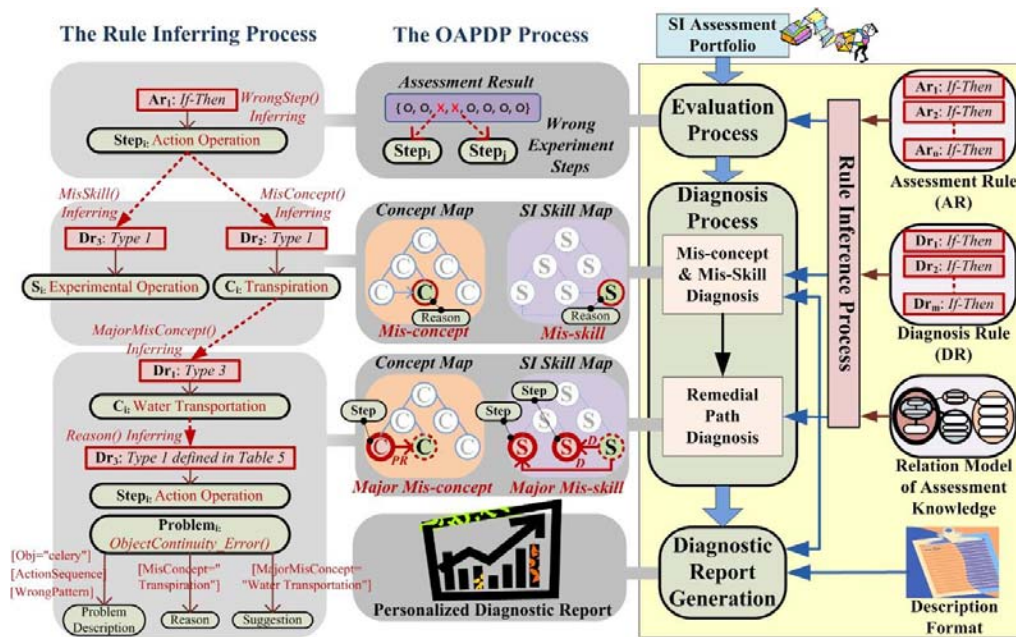 The Rule Inferring Process
Ar1: If-Then
WrongStep()
Inferring
Stepi: Action Operation
MisSkill()
Inferring
MisConcept()
Inferring
Dr3: Type 1
Dr2: Type 1
Si: Experimental Operation
Ci: Transpiration
MajorMisConcept()
Inferring
Dr1: Type 3
Ci: Water Transportation
Reason() Inferring
Dr3: Type 1 defined in Table 5
Stepi: Action Operation
Problemi:
ObjectContinuity_Error()
[Obj="celery"]
[ActionSequence]
[WrongPattern]
[MisConcept="
Transpiration"]
[MajorMisConcept=
"Water Transportation"]
Problem
Description
Reason
Suggestion
The OAPDP Process
Assessment Result
{ O, O, X, X, O, O, O, O}
Stepi
Stepj
Wrong
Experiment
Steps
Concept Map
SI Skill Map
C
C
C
C
C
C
S
S
S
S
S
S
Reason
Reason
Mis-concept
Mis-skill
Concept Map
SI Skill Map
Step
Step
C
C
C
C
C
C
S
S
S
S
S
S
PR
D
D
Major Mis-concept
Major Mis-skill
Personalized Diagnostic Report
SI Assessment
Portfolio
Evaluation
Process
Diagnosis
Process
Mis-concept
& Mis-Skill
Diagnosis
Remedial
Path
Diagnosis
Diagnostic
Report
Generation
Rule Inference Process
Ar1: If-Then
Ar2: If-Then
Arn: If-Then
Assessment Rule
(AR)
Dr1: If-Then
Dr2: If-Then
Drm: If-Then
Diagnosis Rule
(DR)
Relation Model
of Assessment
Knowledge
Description
Format